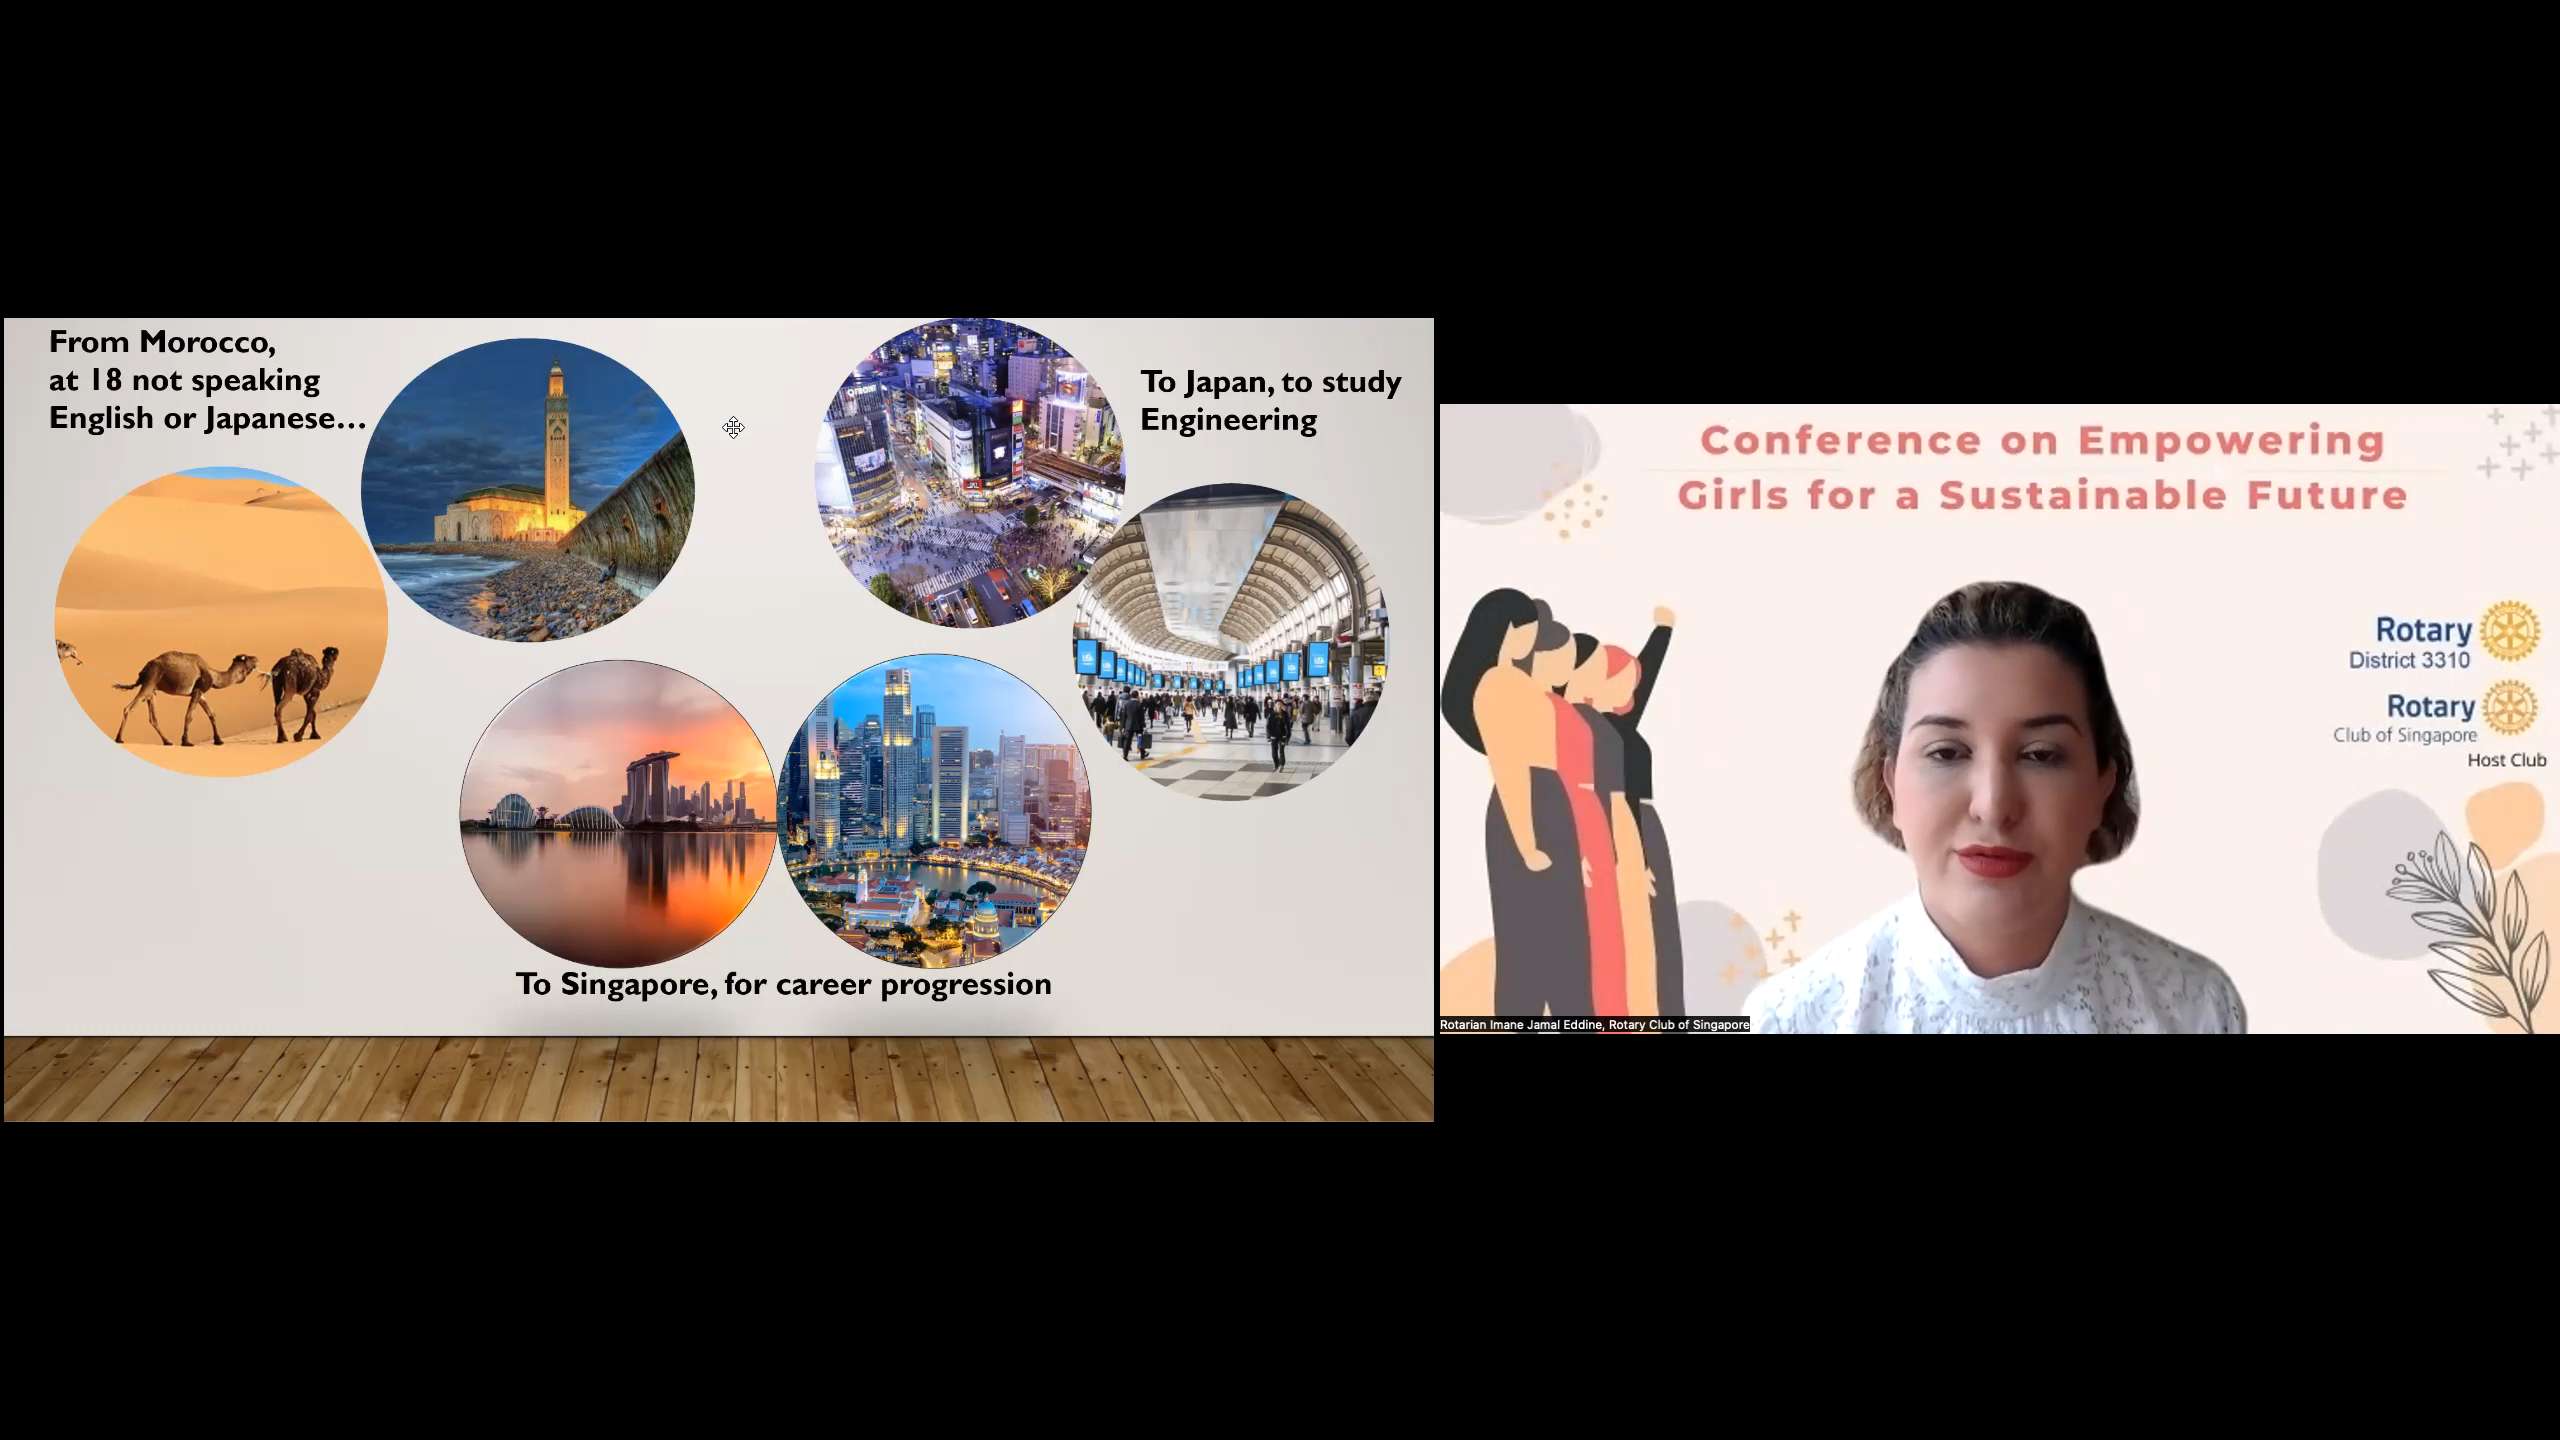 From Morocco,
at 18 not speaking
English or Japanese...
To Japan, to study
Engineering
To Singapore, for career progression
Conference on Empowering
Girls for a Sustainable Future
Rotary
District 3310
Rotary
Club of Singapore
Host Club
Rotarian Imane Jamal Eddine, Rotary Club of Singapore
QFRONT